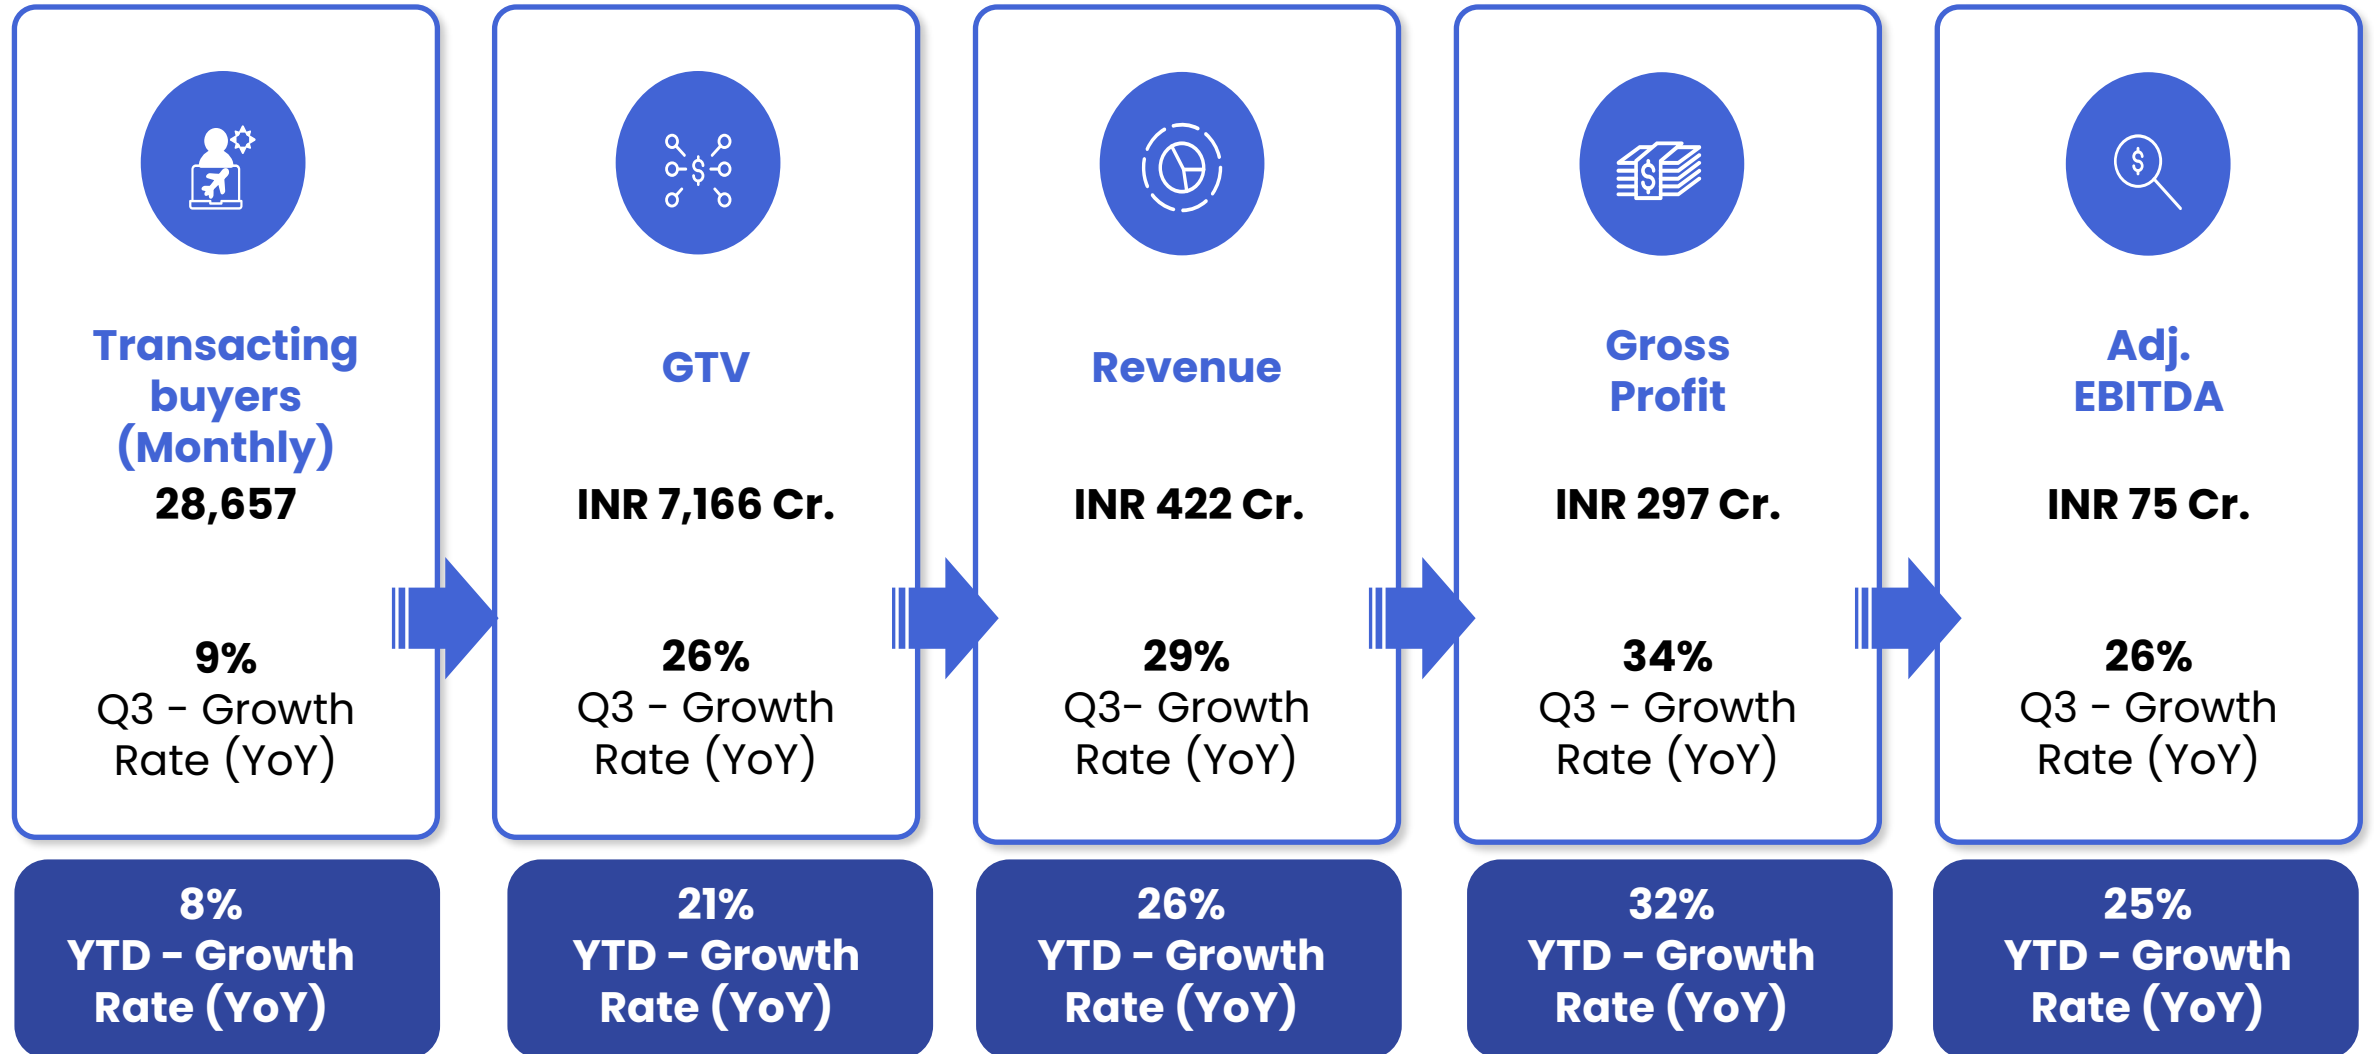 Transacting
buyers
(Monthly)
28,657
9%
Q3 - Growth
Rate (YoY)
8%
YTD - Growth
Rate (YoY)
GTV
INR 7,166 Cr.
26%
Q3 - Growth
Rate (YoY)
21%
YTD - Growth
Rate (YoY)
Revenue
INR 422 Cr.
29%
Q3- Growth
Rate (YoY)
26%
YTD - Growth
Rate (YoY)
Gross
Profit
INR 297 Cr.
34%
Q3 - Growth
Rate (YoY)
32%
YTD - Growth
Rate (YoY)
Adj.
EBITDA
INR 75 Cr.
26%
Q3 - Growth
Rate (YoY)
25%
YTD - Growth
Rate (YoY)